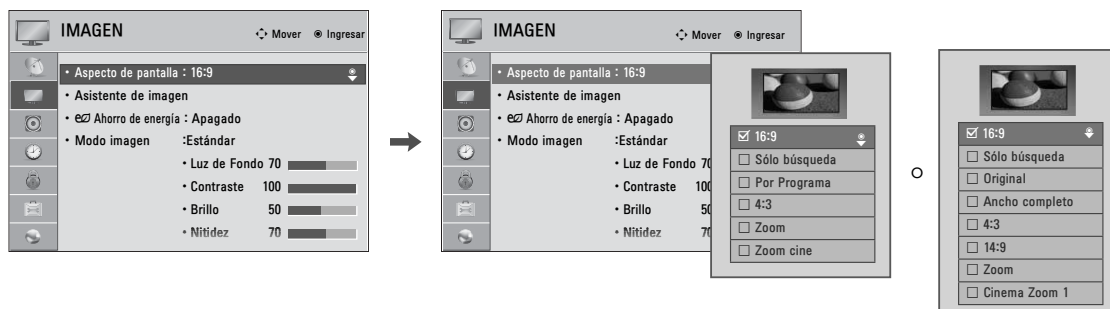 IMAGEN Mover Ingresar
• Aspecto de pantalla : 16:9
• Asistente de imagen
• eco Ahorro de energía : Apagado
• Modo imagen :Estándar
• Luz de Fondo 70
• Contraste 100
• Brillo 50
• Nitidez 70
IMAGEN Mover Ingresar
• Aspecto de pantalla : 16:9
• Asistente de imagen
• eco Ahorro de energía : Apagado
• Modo imagen :Estándar
• Luz de Fondo 70
• Contraste 100
• Brillo 50
• Nitidez 70
16:9
Sólo búsqueda
Por Programa
4:3
Zoom
Zoom cine
o
16:9
Sólo búsqueda
Original
Ancho completo
4:3
14:9
Zoom
Cinema Zoom 1